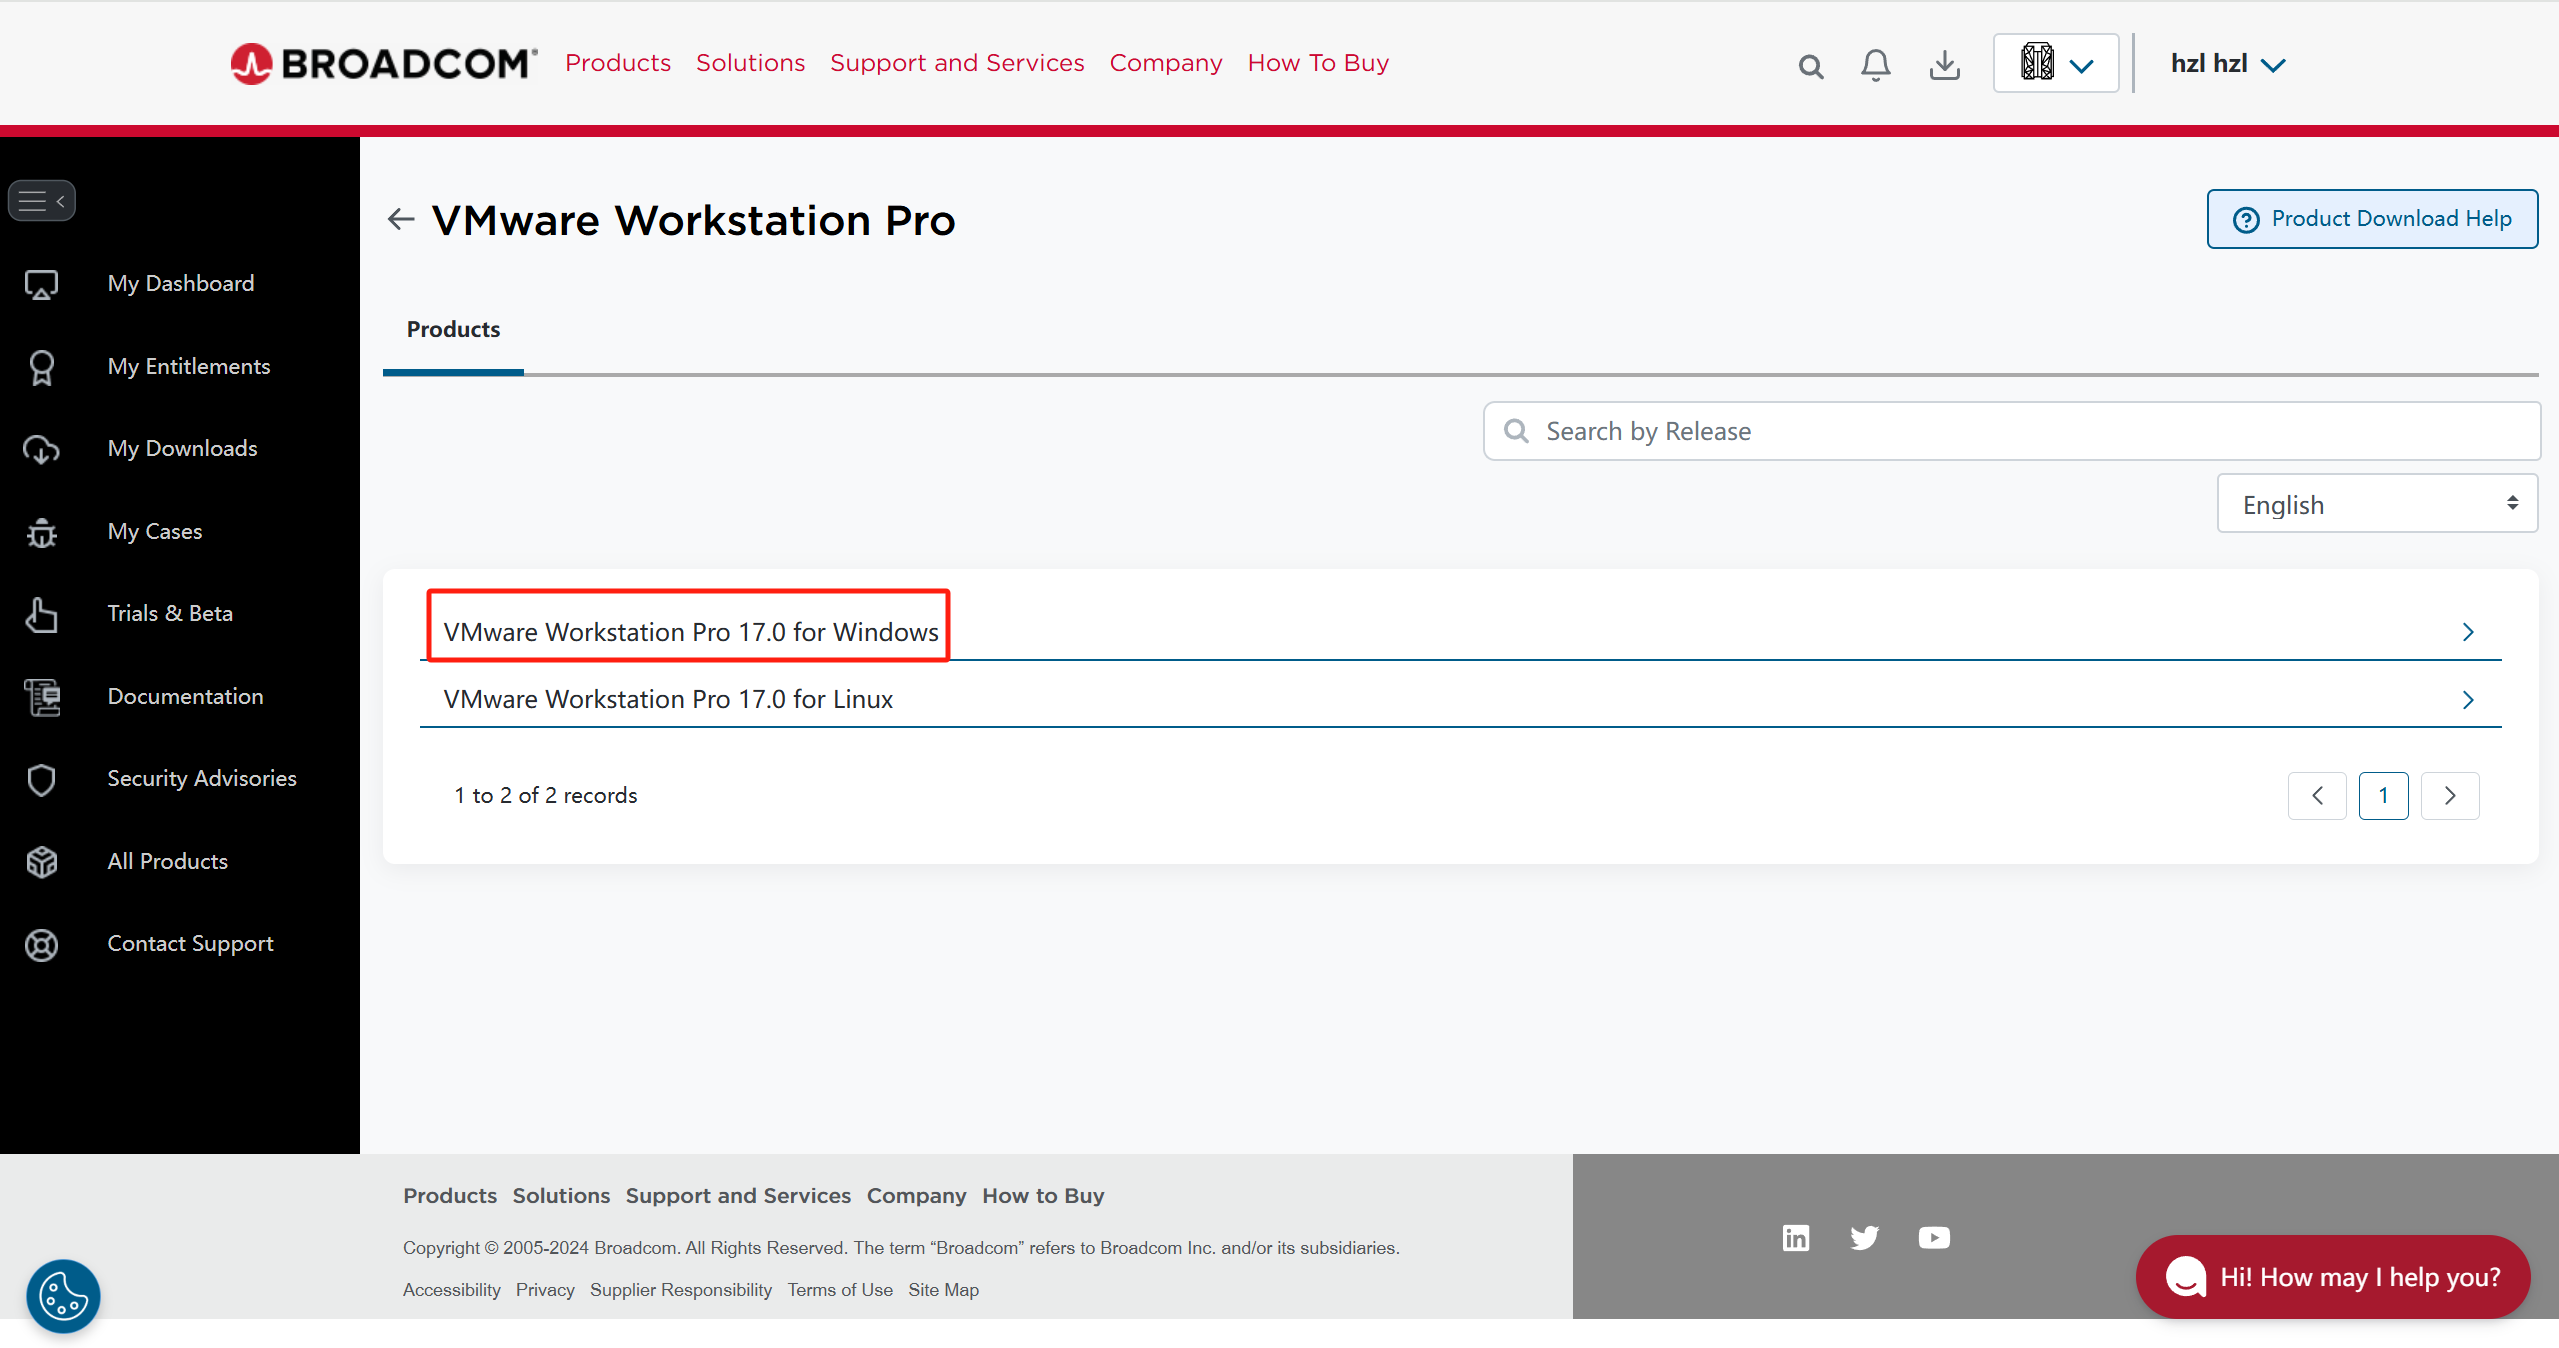 BROADCOM®
Products Solutions Support and Services Company How To Buy
hzl hzl
VMware Workstation Pro
Product Download Help
My Dashboard
My Entitlements
My Downloads
My Cases
Trials & Beta
Documentation
Security Advisories
All Products
Contact Support
Products
Search by Release
English
VMware Workstation Pro 17.0 for Windows
VMware Workstation Pro 17.0 for Linux
1 to 2 of 2 records
1
Products Solutions Support and Services Company How to Buy
Copyright © 2005-2024 Broadcom. All Rights Reserved. The term “Broadcom” refers to Broadcom Inc. and/or its subsidiaries.
Accessibility Privacy Supplier Responsibility Terms of Use Site Map
Hi! How may I help you?